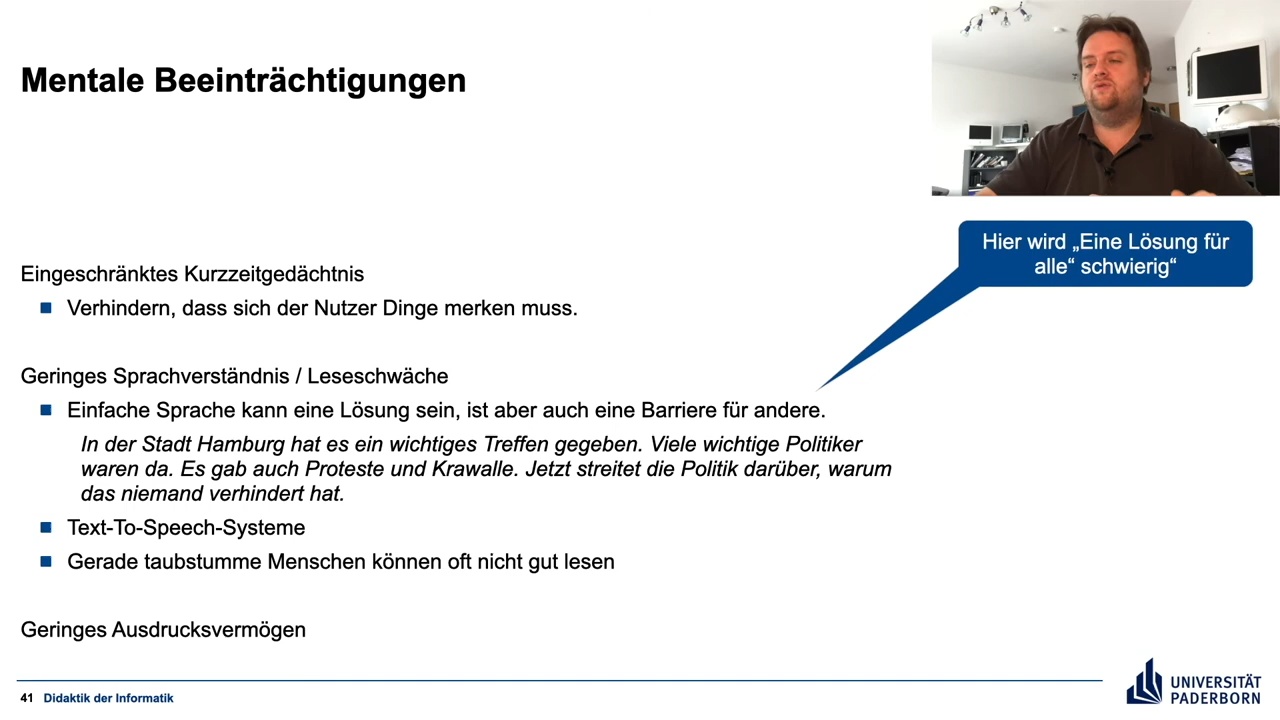 Mentale Beeinträchtigungen
Hier wird „Eine Lösung für
alle“ schwierig“
Eingeschränktes Kurzzeitgedächtnis
Verhindern, dass sich der Nutzer Dinge merken muss.
Geringes Sprachverständnis / Leseschwäche
Einfache Sprache kann eine Lösung sein, ist aber auch eine Barriere für andere.
In der Stadt Hamburg hat es ein wichtiges Treffen gegeben. Viele wichtige Politiker
waren da. Es gab auch Proteste und Krawalle. Jetzt streitet die Politik darüber, warum
das niemand verhindert hat.
Text-To-Speech-Systeme
Gerade taubstumme Menschen können oft nicht gut lesen
Geringes Ausdrucksvermögen
41 Didaktik der Informatik
UNIVERSITÄT
PADERBORN